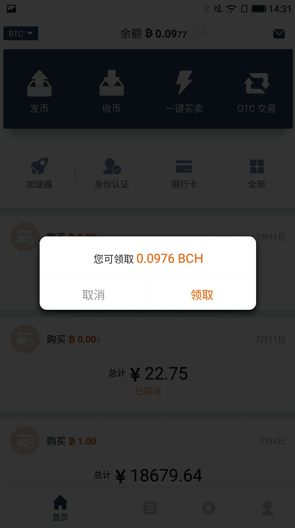 14:31
BTC
余额 ₿ 0.0977
发币
收币
一键买卖
OTC 交易
加速器
身份认证
银行卡
全部
购买
月11日
您可领取 0.0976 BCH
取消
领取
购买 ₿ 0.00
7月11日
总计 ¥ 22.75
已取消
购买 ₿ 1.00
7月4日
总计 ¥ 18679.64
首页